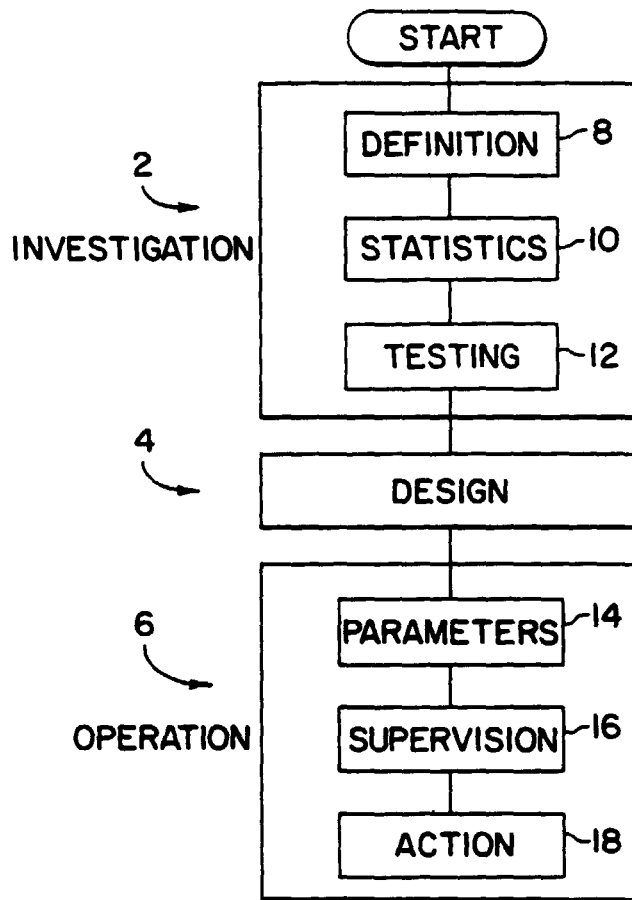 START
DEFINITION
8
2
INVESTIGATION
STATISTICS
10
TESTING
12
4
DESIGN
6
PARAMETERS
14
OPERATION
SUPERVISION
16
ACTION
18